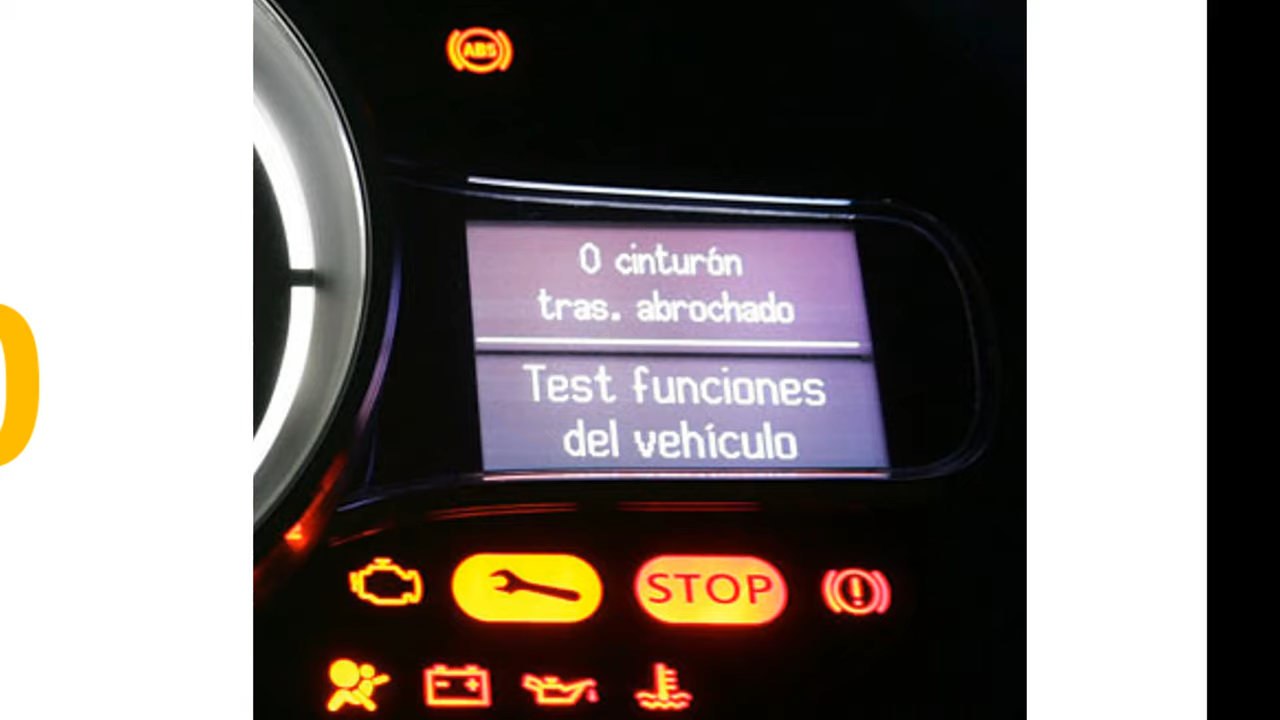 ABS
0 cinturón
tras. abrochado
Test funciones
del vehículo
STOP